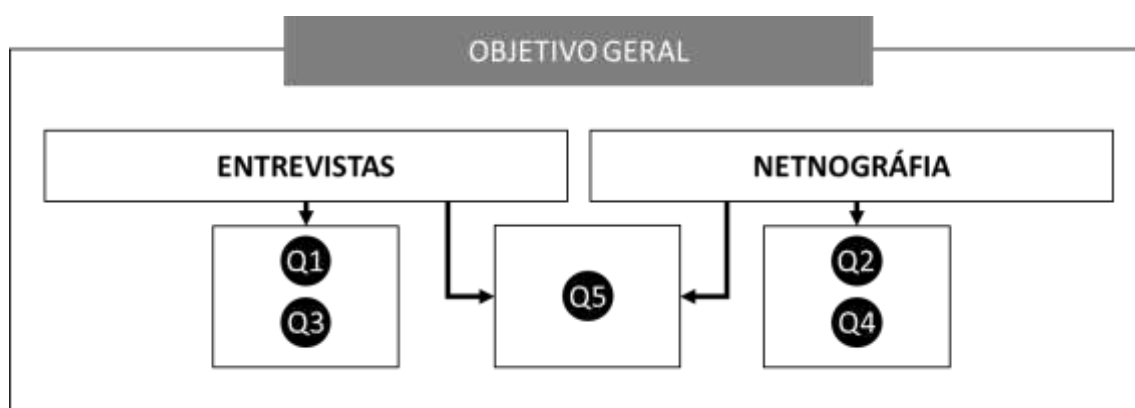 OBJETIVO GERAL
ENTREVISTAS
NETNOGRÁFIA
Q1
Q3
Q5
Q2
Q4